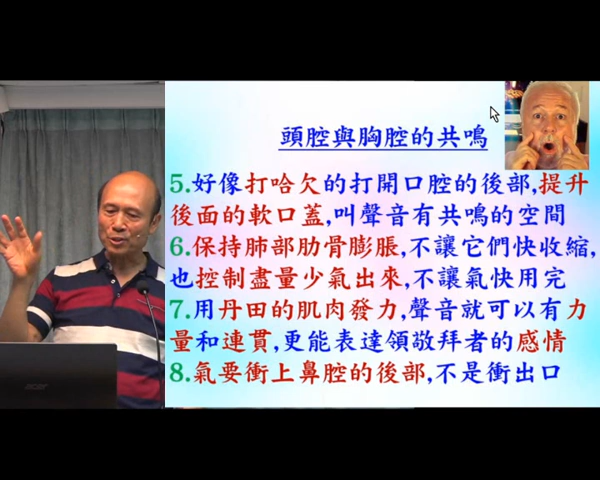 頭腔與胸腔的共鳴
5.好像打哈欠的打開口腔的後部,提升
後面的軟口蓋,叫聲音有共鳴的空間
6.保持肺部肋骨膨脹,不讓它們快收縮,
也控制盡量少氣出來,不讓氣快用完
7.用丹田的肌肉發力,聲音就可以有力
量和連貫,更能表達領敬拜者的感情
8.氣要衝上鼻腔的後部,不是衝出口
acer